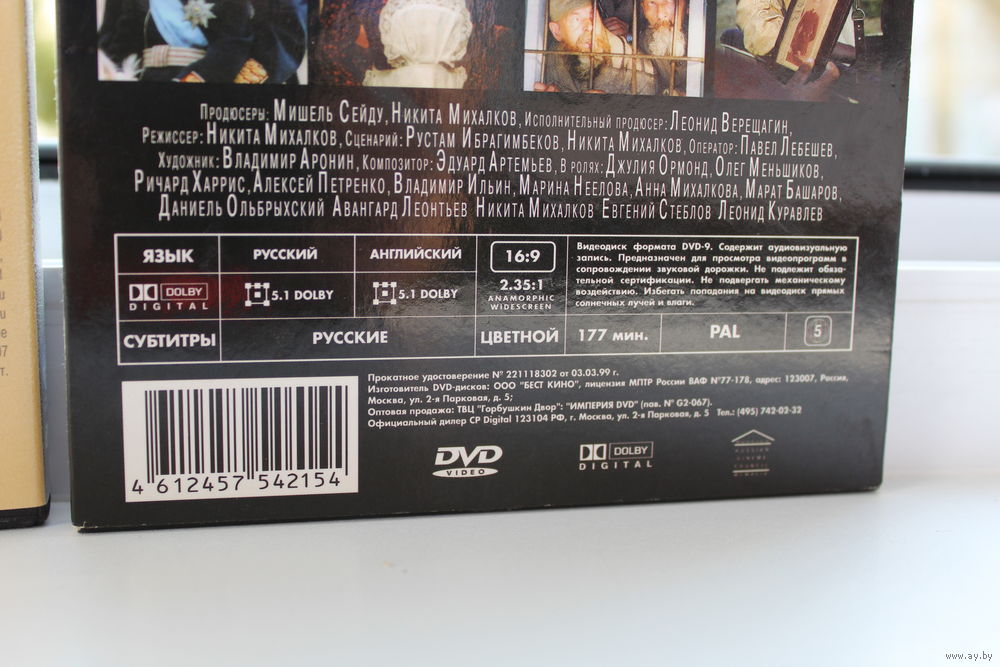 Продюсеры: Мишель Сейду, Никита Михалков, Исполнительный продюсер: Леонид Верещагин,
Режиссер: Никита Михалков, Сценарий: Рустам Ибрагимбеков, Никита Михалков, Оператор: Павел Лебешев,
Художник: Владимир Аронин, Композитор: Эдуард Артемьев, В ролях: Джулия Ормонд, Олег Меньшиков,
Ричард Харрис, Алексей Петренко, Владимир Ильин, Марина Неелова, Анна Михалкова, Марат Башаров,
Даниель Ольбрыхский Авангард Леонтьев Никита Михалков Евгений Стеблов Леонид Куравлев
ЯЗЫК РУССКИЙ АНГЛИЙСКИЙ 16:9
DOLBY DIGITAL 5.1 DOLBY 5.1 DOLBY 2.35:1 ANAMORPHIC WIDESCREEN
Видеодиск формата DVD-9. Содержит аудиовизуальную
запись. Предназначен для просмотра видеопрограмм в
сопровождении звуковой дорожки. Не подлежит обяза-
тельной сертификации. Не подвергать механическому
воздействию. Избегать попадания на видеодиск прямых
солнечных лучей и влаги.
СУБТИТРЫ РУССКИЕ ЦВЕТНОЙ 177 мин. PAL 5
Прокатное удостоверение № 221118302 от 03.03.99 г.
Изготовитель DVD-дисков: ООО "БЕСТ КИНО", лицензия МПТР России ВАФ №77-178, адрес: 123007, Россия,
Москва, ул. 2-я Парковая, д. 5;
Оптовая продажа: ТВЦ "Горбушкин Двор": "ИМПЕРИЯ DVD" (пав. № G2-067).
Официальный дилер CP Digital 123104 РФ, г. Москва, ул. 2-я Парковая, д. 5 Тел.: (495) 742-02-32
4 612457 542154
DVD VIDEO
DOLBY DIGITAL
www.ay.by